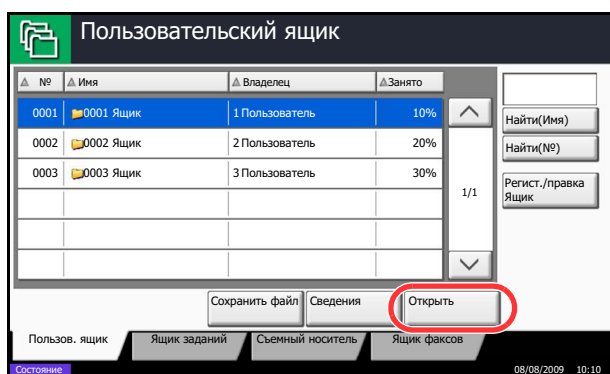 Пользовательский ящик
№ Имя Владелец Занято
0001 0001 Ящик 1 Пользователь 10%
0002 0002 Ящик 2 Пользователь 20%
0003 0003 Ящик 3 Пользователь 30%
1/1
Найти(Имя)
Найти(№)
Регист./правка
Ящик
Сохранить файл Сведения Открыть
Пользов. ящик Ящик заданий Съемный носитель Ящик факсов
Состояние 08/08/2009 10:10